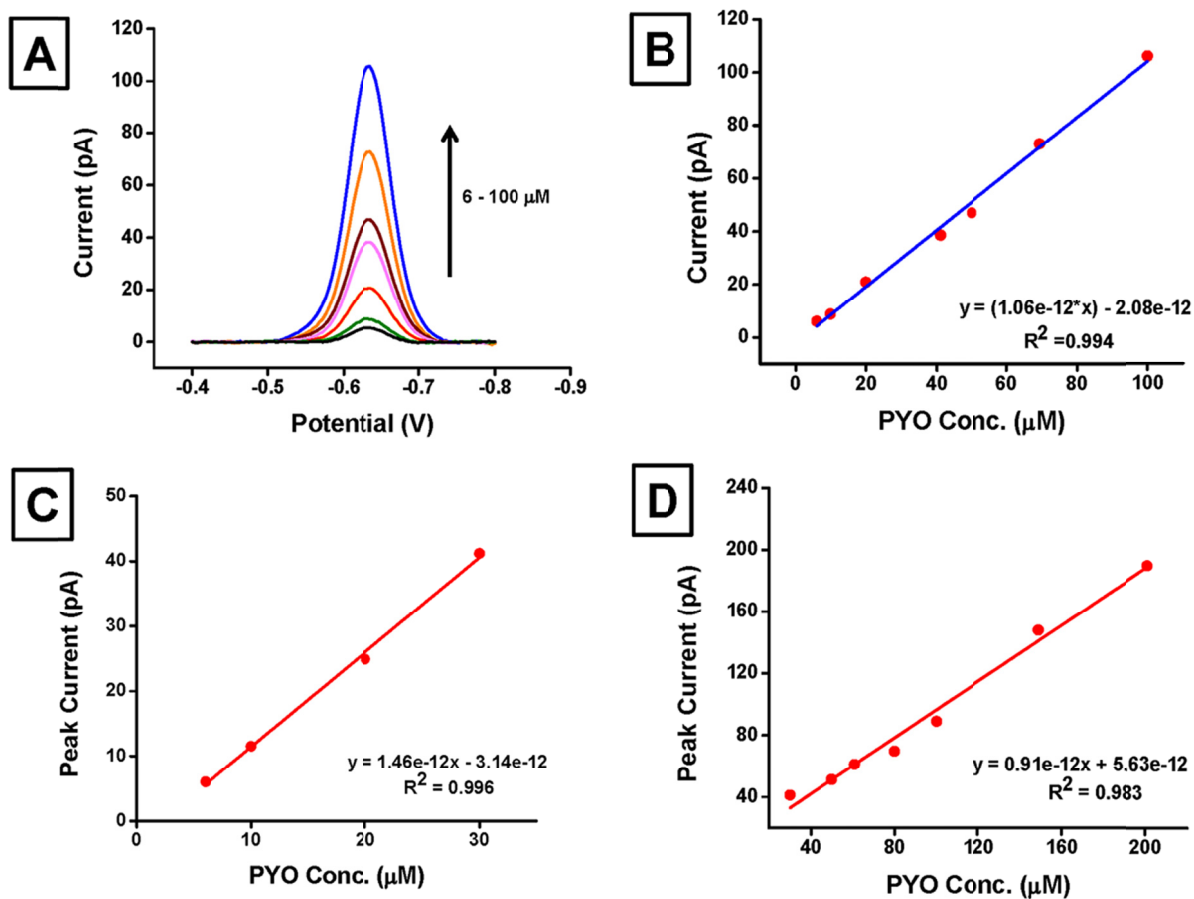 A
Current (pA)
120
100
80
60
40
20
0
6 - 100 μM
-0.4
-0.5
-0.6
-0.7
-0.8
-0.9
Potential (V)
B
Current (pA)
120
100
80
60
40
20
0
y = (1.06e-12*x) - 2.08e-12
R² =0.994
0
20
40
60
80
100
PYO Conc. (μM)
C
Peak Current (pA)
50
40
30
20
10
0
y = 1.46e-12x - 3.14e-12
R² = 0.996
0
10
20
30
PYO Conc. (μM)
D
Peak Current (pA)
240
200
160
120
80
40
y = 0.91e-12x + 5.63e-12
R² = 0.983
40
80
120
160
200
PYO Conc. (μM)